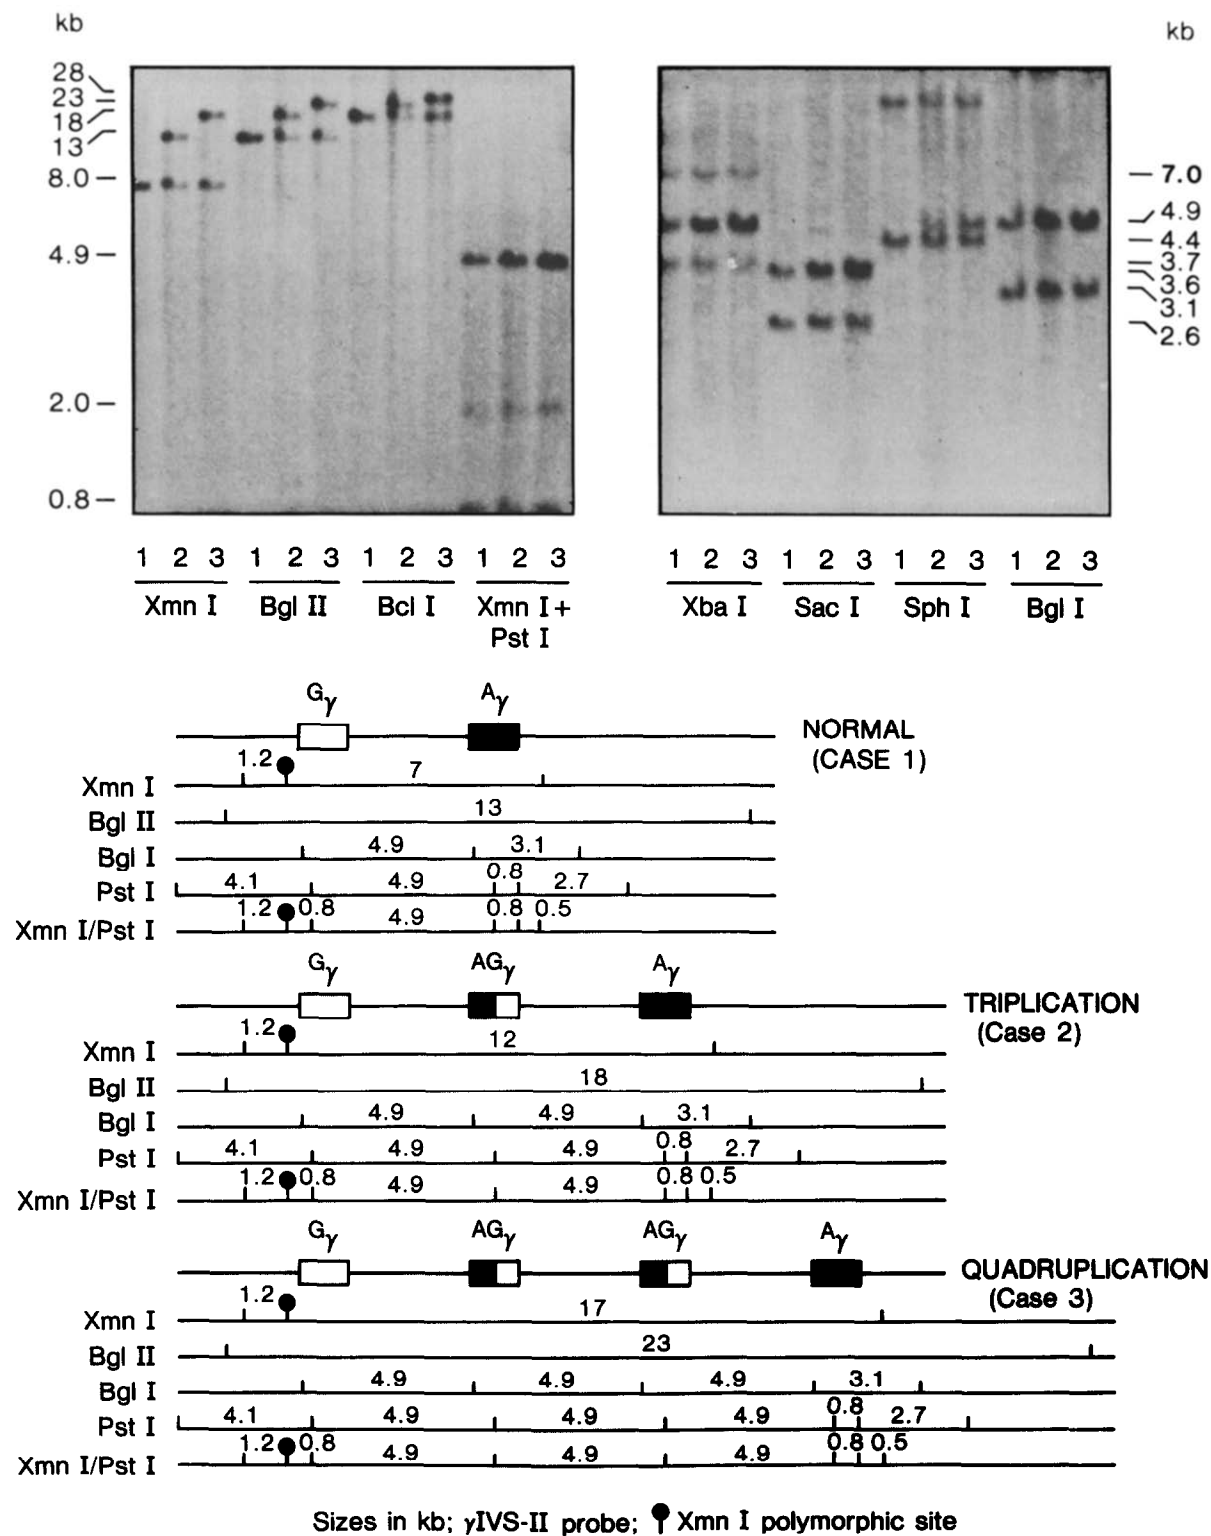 kb
kb
28
23
18
13
8.0
4.9
2.0
0.8
7.0
4.9
4.4
3.7
3.6
3.1
2.6
1 2 3 1 2 3 1 2 3 1 2 3
1 2 3 1 2 3 1 2 3 1 2 3
Xmn I Bgl II Bcl I Xmn I+
Pst I
Xba I Sac I Sph I Bgl I
Gγ Aγ
NORMAL
(CASE 1)
Xmn I 1.2 7
Bgl II 13
Bgl I 4.9 3.1
Pst I 4.1 4.9 0.8 2.7
Xmn I/Pst I 1.2 0.8 4.9 0.8 0.5
Gγ AGγ Aγ
TRIPLICATION
(Case 2)
Xmn I 1.2 12
Bgl II 18
Bgl I 4.9 4.9 3.1
Pst I 4.1 4.9 4.9 0.8 2.7
Xmn I/Pst I 1.2 0.8 4.9 4.9 0.8 0.5
Gγ AGγ AGγ Aγ
QUADRUPLICATION
(Case 3)
Xmn I 1.2 17
Bgl II 23
Bgl I 4.9 4.9 4.9 3.1
Pst I 4.1 4.9 4.9 4.9 0.8 2.7
Xmn I/Pst I 1.2 0.8 4.9 4.9 4.9 0.8 0.5
Sizes in kb; γIVS-II probe; Xmn I polymorphic site